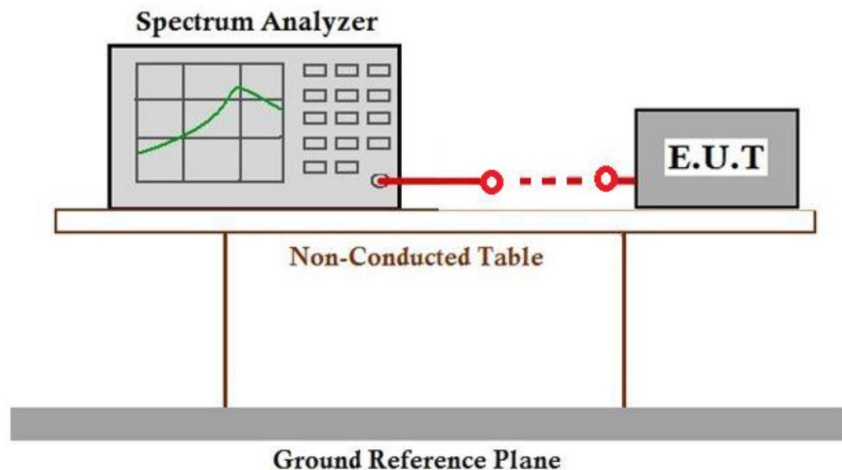 Spectrum Analyzer
E.U.T
Non-Conducted Table
Ground Reference Plane